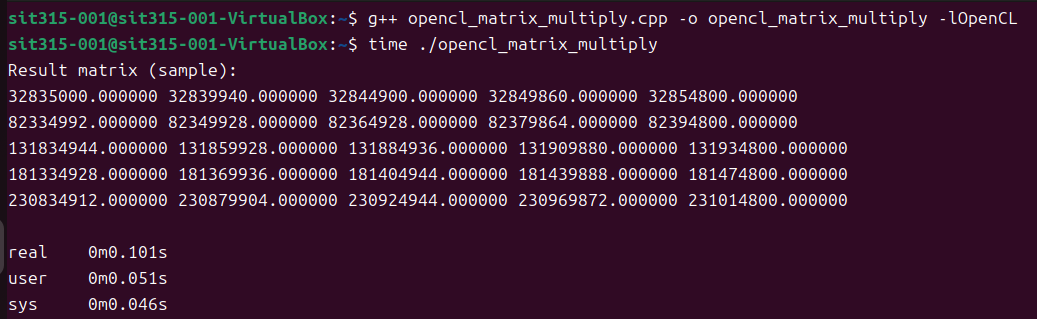 sit315-001@sit315-001-VirtualBox:~$ g++ opencl_matrix_multiply.cpp -o opencl_matrix_multiply -lOpenCL
sit315-001@sit315-001-VirtualBox:~$ time ./opencl_matrix_multiply
Result matrix (sample):
32835000.000000 32839940.000000 32844900.000000 32849860.000000 32854800.000000
82334992.000000 82349928.000000 82364928.000000 82379864.000000 82394800.000000
131834944.000000 131859928.000000 131884936.000000 131909880.000000 131934800.000000
181334928.000000 181369936.000000 181404944.000000 181439888.000000 181474800.000000
230834912.000000 230879904.000000 230924944.000000 230969872.000000 231014800.000000
real 0m0.101s
user 0m0.051s
sys 0m0.046s